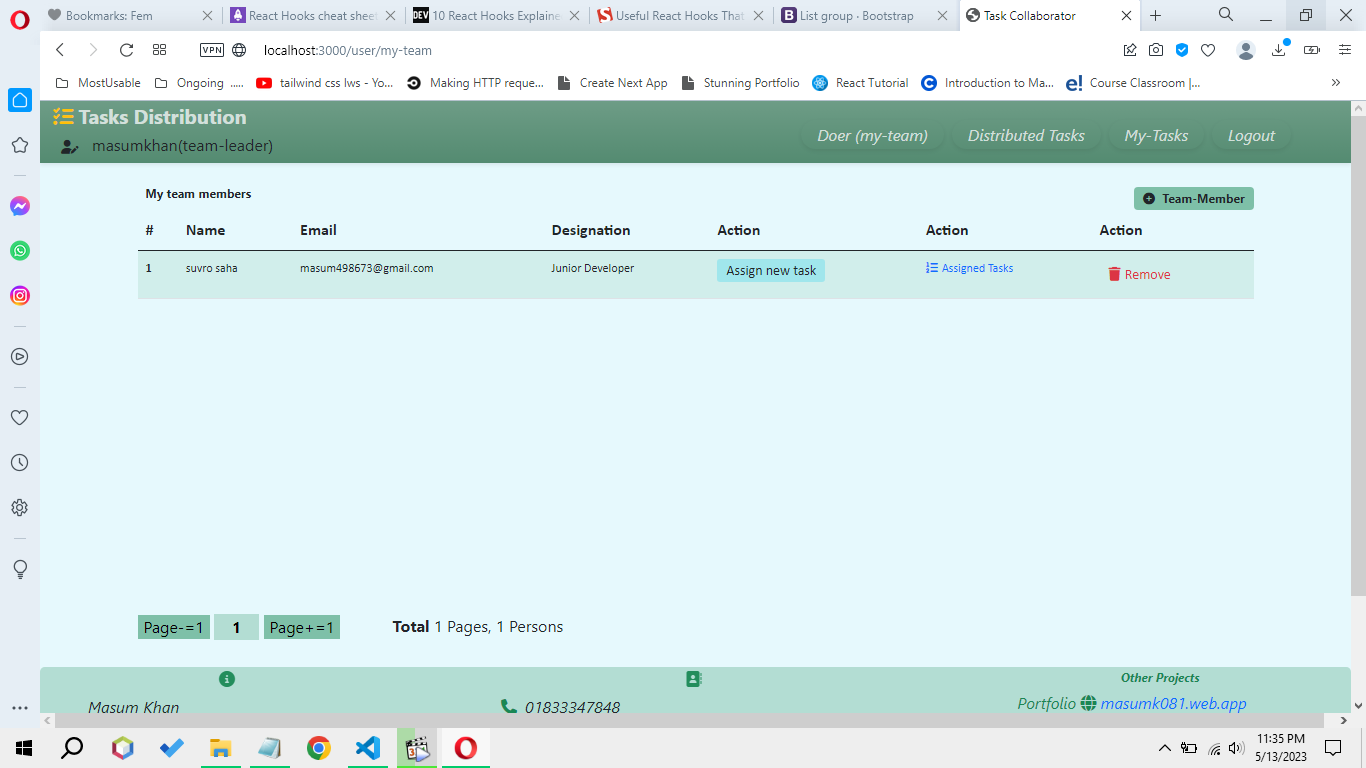 Bookmarks: Fem
React Hooks cheat sheet
DEV 10 React Hooks Explaine
Useful React Hooks That
B List group · Bootstrap
Task Collaborator
VPN localhost:3000/user/my-team
MostUsable
Ongoing .....
tailwind css lws - Yo...
Making HTTP reque...
Create Next App
Stunning Portfolio
React Tutorial
Introduction to Ma...
e! Course Classroom |...
Tasks Distribution
masumkhan(team-leader)
Doer (my-team) Distributed Tasks My-Tasks Logout
My team members
Team-Member
# Name Email Designation Action Action Action
1 suvro saha masum498673@gmail.com Junior Developer Assign new task Assigned Tasks Remove
Page-=1 1 Page+=1 Total 1 Pages, 1 Persons
Other Projects
Masum Khan 01833347848 Portfolio masumk081.web.app
11:35 PM
5/13/2023